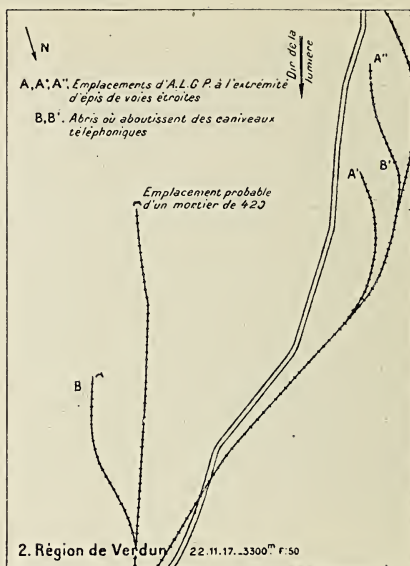 N
Dir. de la
lumière
A''
A, A', A''. Emplacements d'A.L.G.P. à l'extrémité
d'épis de voies étroites
B, B'. Abris où aboutissent des caniveaux
téléphoniques
B'
A'
Emplacement probable
d'un mortier de 420
B
A
2. Région de Verdun 22.11.17._3300m F:50